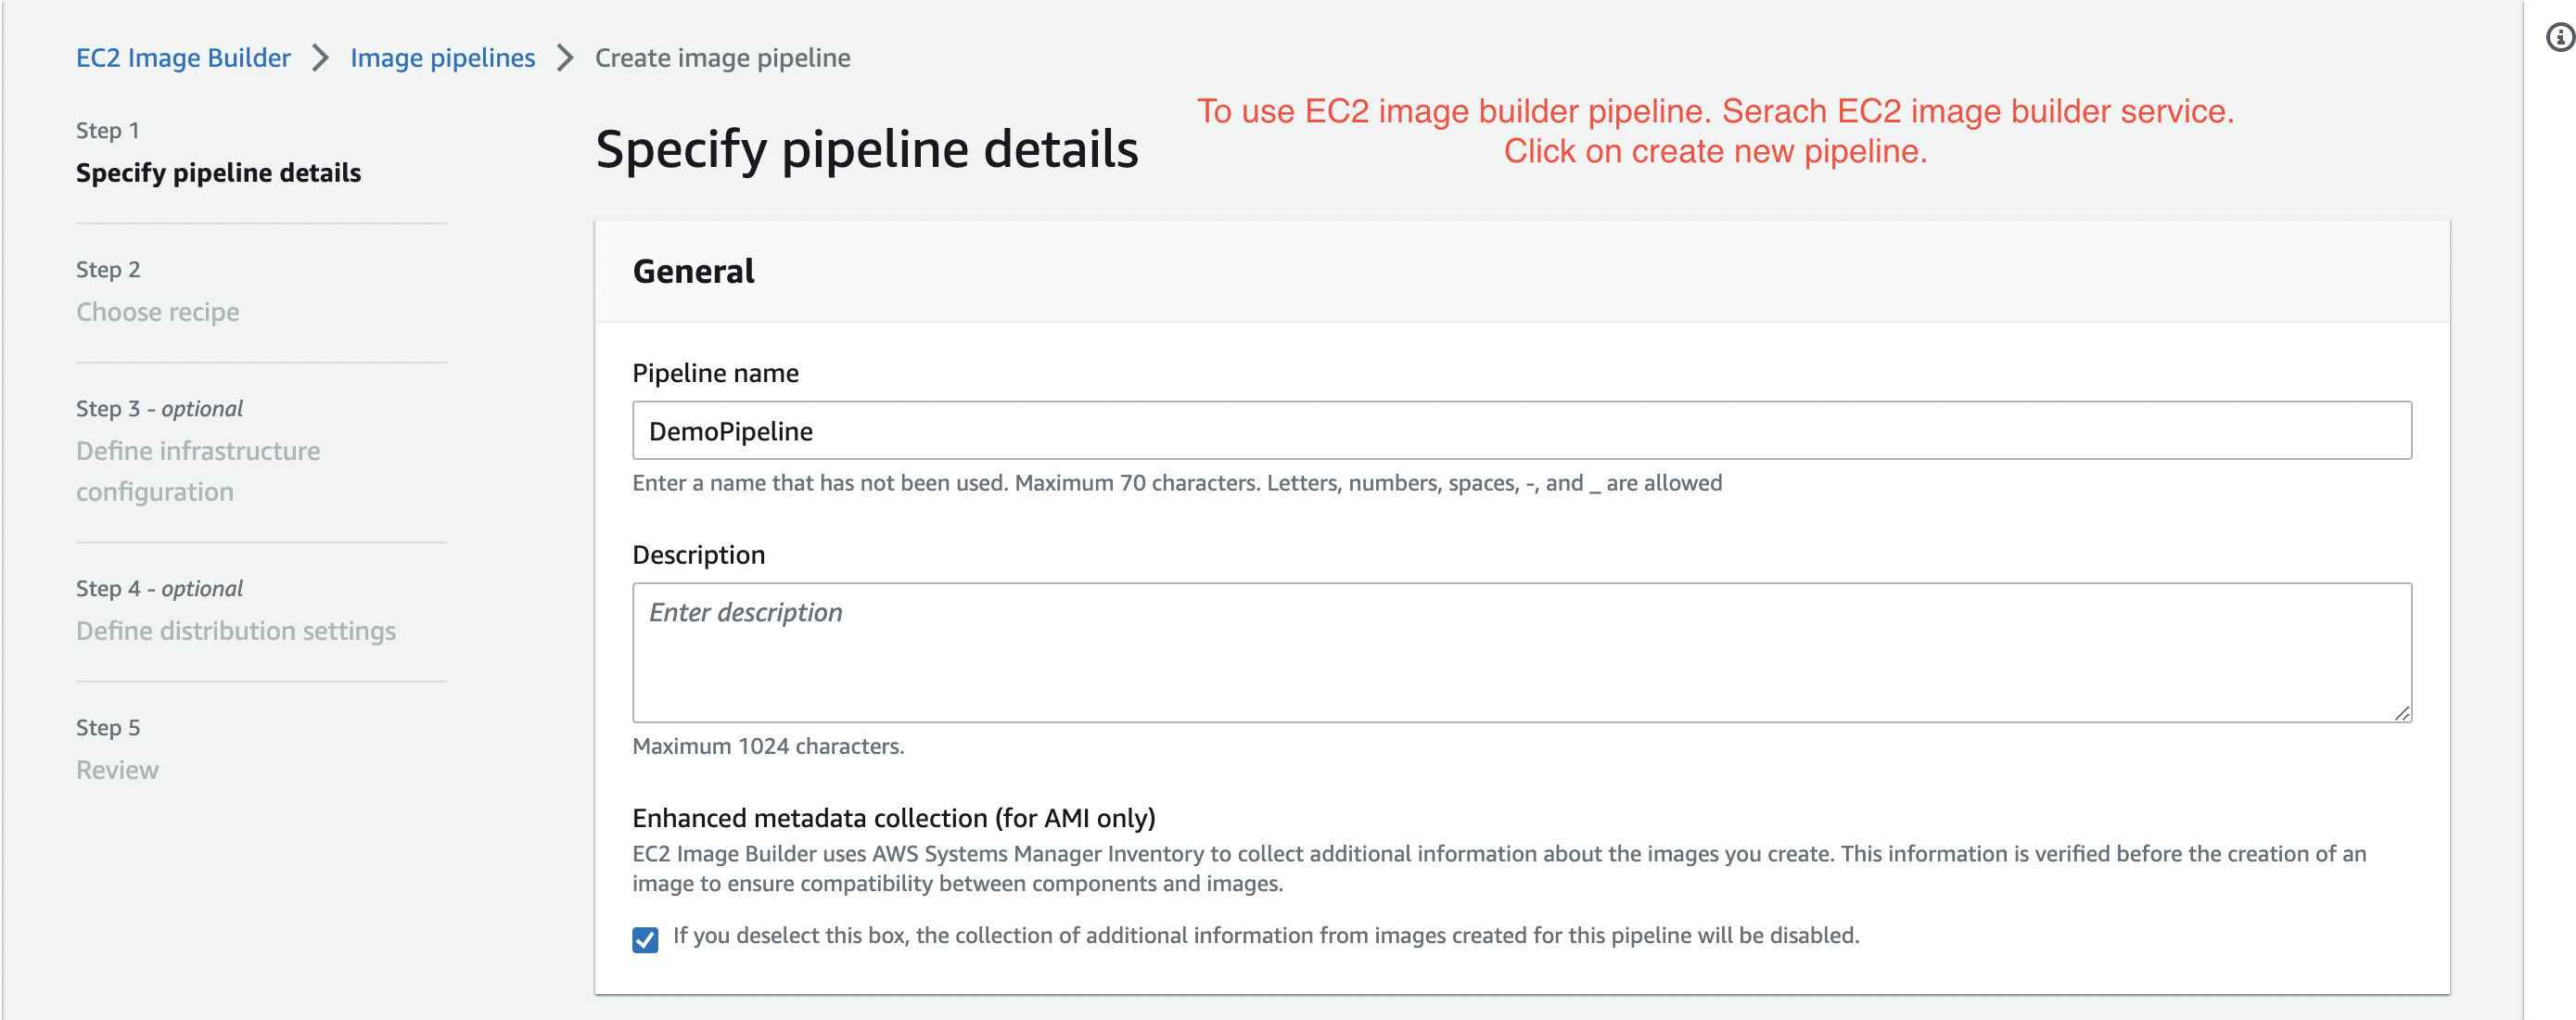 EC2 Image Builder > Image pipelines > Create image pipeline
To use EC2 image builder pipeline. Serach EC2 image builder service.
Click on create new pipeline.
Step 1
Specify pipeline details
Step 2
Choose recipe
Step 3 - optional
Define infrastructure
configuration
Step 4 - optional
Define distribution settings
Step 5
Review
Specify pipeline details
General
Pipeline name
DemoPipeline
Enter a name that has not been used. Maximum 70 characters. Letters, numbers, spaces, -, and _ are allowed
Description
Enter description
Maximum 1024 characters.
Enhanced metadata collection (for AMI only)
EC2 Image Builder uses AWS Systems Manager Inventory to collect additional information about the images you create. This information is verified before the creation of an
image to ensure compatibility between components and images.
If you deselect this box, the collection of additional information from images created for this pipeline will be disabled.